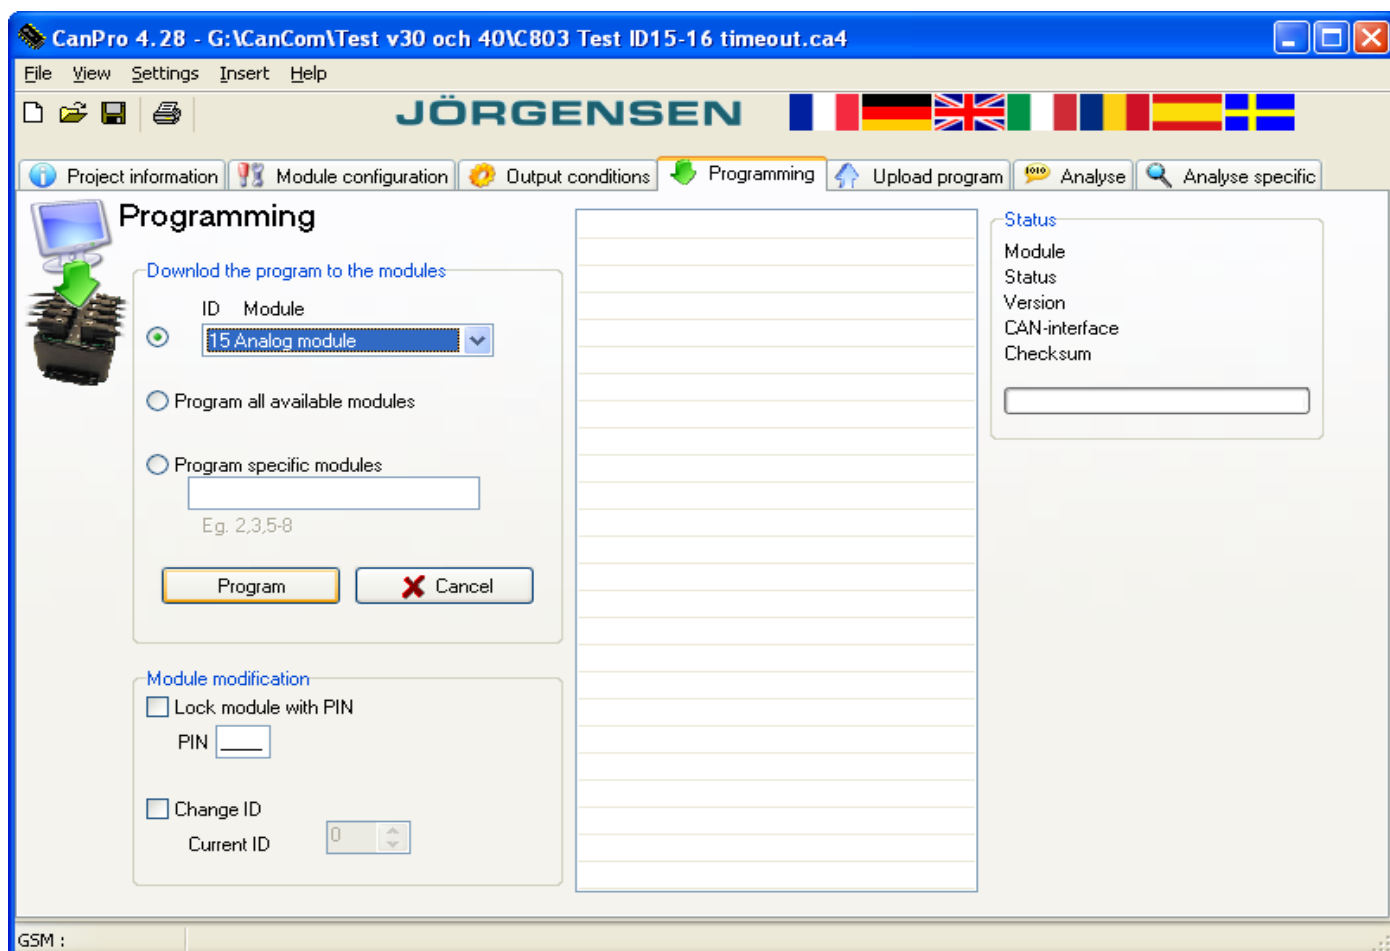 CanPro 4.28 - G:\CanCom\Test v30 och 40\C803 Test ID15-16 timeout.ca4
File View Settings Insert Help
JÖRGENSEN
Project information Module configuration Output conditions Programming Upload program Analyse Analyse specific
Programming
Downlod the program to the modules
ID Module
15 Analog module
Program all available modules
Program specific modules
Eg. 2,3,5-8
Program Cancel
Module modification
Lock module with PIN
PIN ____
Change ID
Current ID 0
Status
Module
Status
Version
CAN-interface
Checksum
GSM :